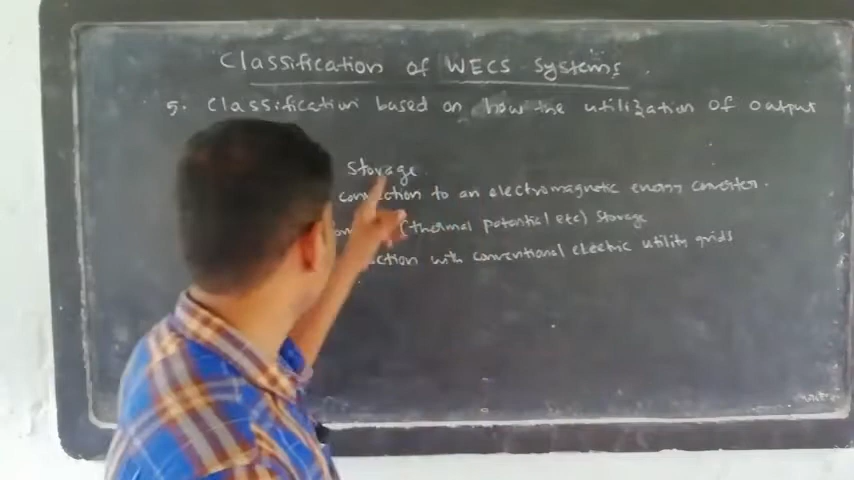 Classification of WECS Systems.
5. Classification based on how the utilization of output
Storage.
connection to an electromagnetic energy converter.
(thermal potential etc) Storage
ction with conventional electric utility grids